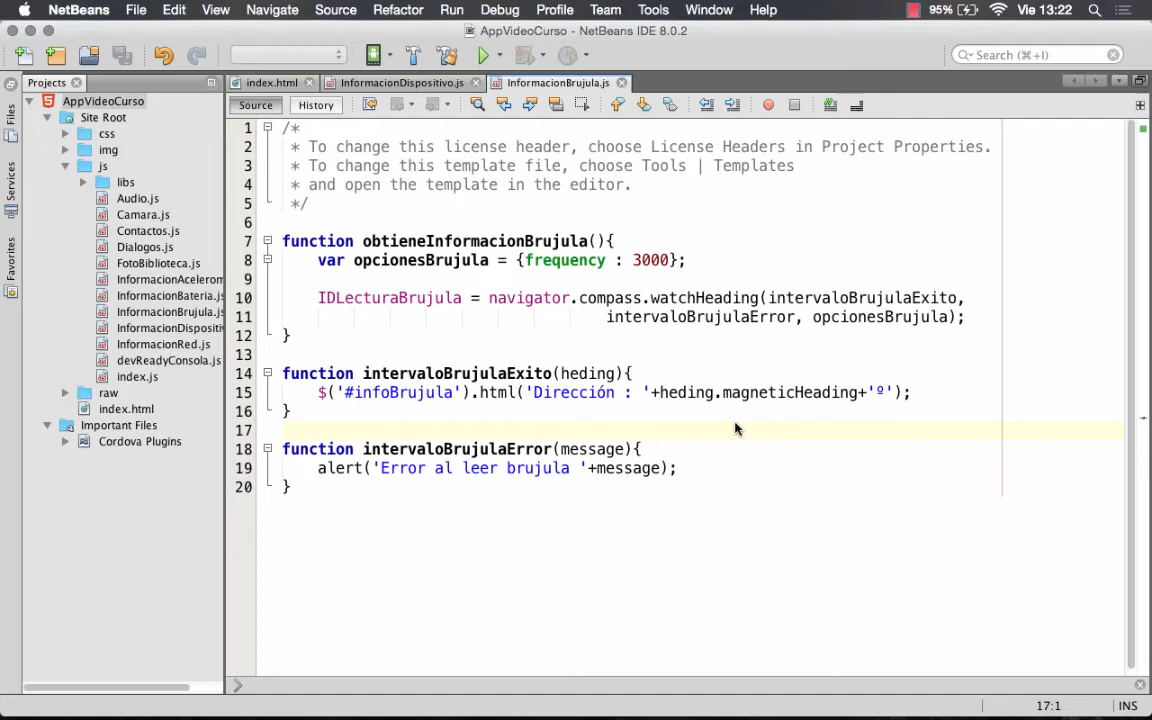 NetBeans File Edit View Navigate Source Refactor Run Debug Profile Team Tools Window Help 95% Vie 13:22
AppVideoCurso - NetBeans IDE 8.0.2
Search (⌘+I)
Projects
index.html InformacionDispositivo.js InformacionBrujula.js
Source History
Files
Services
Favorites
AppVideoCurso
Site Root
css
img
js
libs
Audio.js
Camara.js
Contactos.js
Dialogos.js
FotoBiblioteca.js
InformacionAcelerom
InformacionBateria.js
InformacionBrujula.js
InformacionDispositiv
InformacionRed.js
devReadyConsola.js
index.js
raw
index.html
Important Files
Cordova Plugins
1 /*
2 * To change this license header, choose License Headers in Project Properties.
3 * To change this template file, choose Tools | Templates
4 * and open the template in the editor.
5 */
6
7 function obtieneInformacionBrujula(){
8 var opcionesBrujula = {frequency : 3000};
9
10 IDLecturaBrujula = navigator.compass.watchHeading(intervaloBrujulaExito,
11 intervaloBrujulaError, opcionesBrujula);
12 }
13
14 function intervaloBrujulaExito(heding){
15 $('#infoBrujula').html('Dirección : '+heding.magneticHeading+'º');
16 }
17
18 function intervaloBrujulaError(message){
19 alert('Error al leer brujula '+message);
20 }
17:1 INS